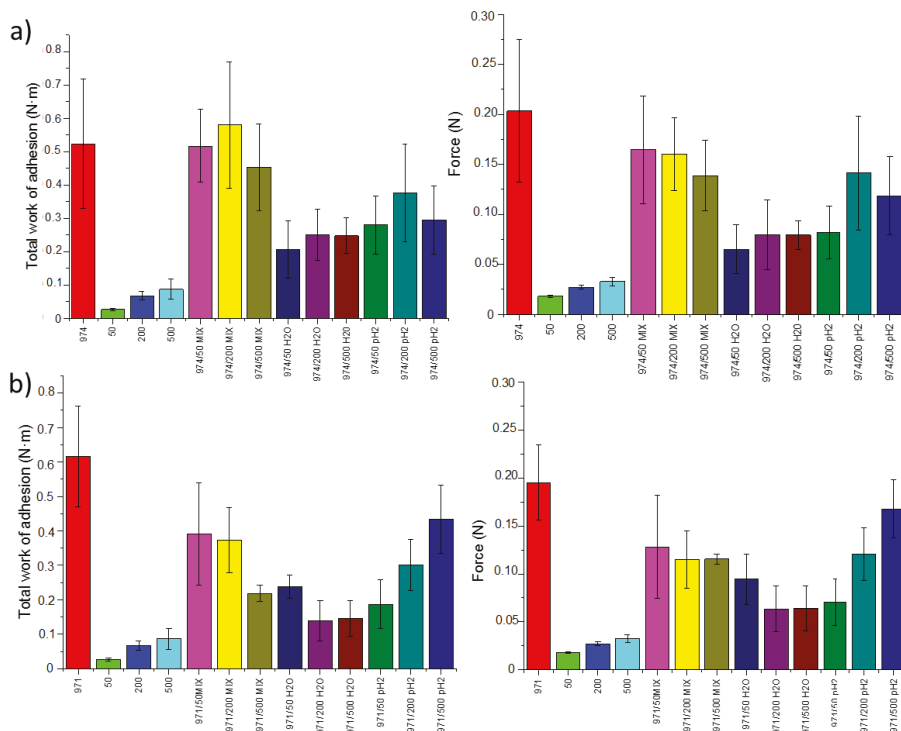 a)
Total work of adhesion (N·m)
0.8
0.7
0.6
0.5
0.4
0.3
0.2
0.1
0
974
50
200
500
974/50 MIX
974/200 MIX
974/500 MIX
974/50 H2O
974/200 H2O
974/500 H20
974/50 pH2
974/200 pH2
974/500 pH2
Force (N)
0.30
0.25
0.20
0.15
0.10
0.05
0.00
974
50
200
500
974/50 MIX
974/200 MIX
974/500 MIX
974/50 H2O
974/200 H2O
974/500 H20
974/50 pH2
974/200 pH2
974/500 pH2
b)
Total work of adhesion (N·m)
0.8
0.7
0.6
0.5
0.4
0.3
0.2
0.1
0
971
50
200
500
971/50MIX
971/200 MIX
971/500 MIX
971/50 H2O
971/200 H2O
971/500 H2O
971/50 pH2
971/200 pH2
971/500 pH2
Force (N)
0.30
0.25
0.20
0.15
0.10
0.05
0.00
971
50
200
500
971/50MIX
971/200 MIX
971/500 MIX
971/50 H2O
971/200 H2O
971/500 H2O
971/50 pH2
971/200 pH2
971/500 pH2